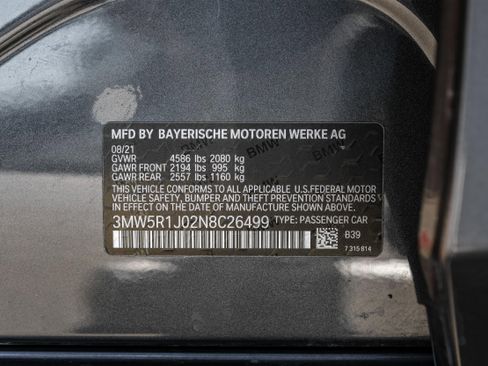 MFD BY BAYERISCHE MOTOREN WERKE AG
08/21
GVWR 4586 lbs 2080 kg
GAWR FRONT 2194 lbs 995 kg
GAWR REAR 2557 lbs 1160 kg
THIS VEHICLE CONFORMS TO ALL APPLICABLE U.S.FEDERAL MOTOR
VEHICLE SAFETY, BUMPER AND THEFT PREVENTION STANDARDS
IN EFFECT ON THE DATE OF MANUFACTURE SHOWN ABOVE.
3MW5R1J02N8C26499 TYPE: PASSENGER CAR
B39
7 315 814
BMW
BMW
BMW